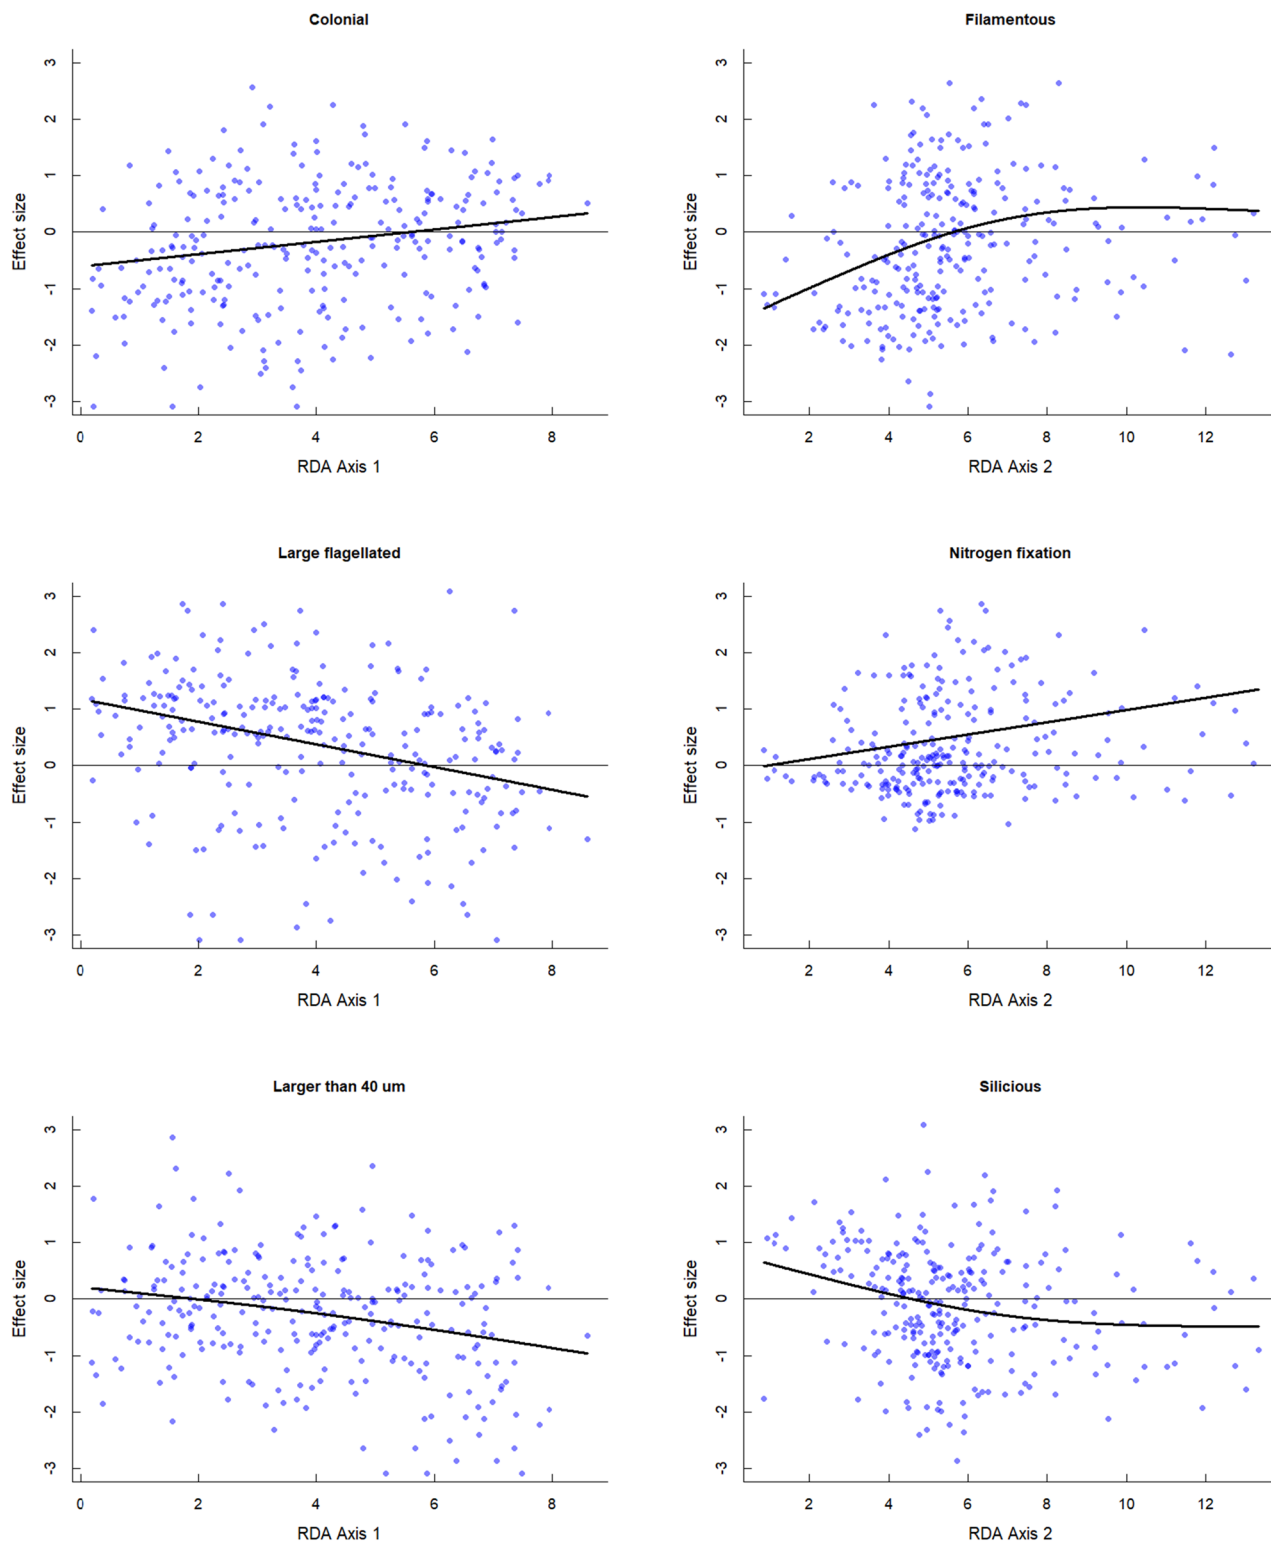 Colonial
Effect size
3
2
1
0
-1
-2
-3
0 2 4 6 8
RDA Axis 1
Filamentous
Effect size
3
2
1
0
-1
-2
-3
2 4 6 8 10 12
RDA Axis 2
Large flagellated
Effect size
3
2
1
0
-1
-2
-3
0 2 4 6 8
RDA Axis 1
Nitrogen fixation
Effect size
3
2
1
0
-1
-2
-3
2 4 6 8 10 12
RDA Axis 2
Larger than 40 um
Effect size
3
2
1
0
-1
-2
-3
0 2 4 6 8
RDA Axis 1
Silicious
Effect size
3
2
1
0
-1
-2
-3
2 4 6 8 10 12
RDA Axis 2